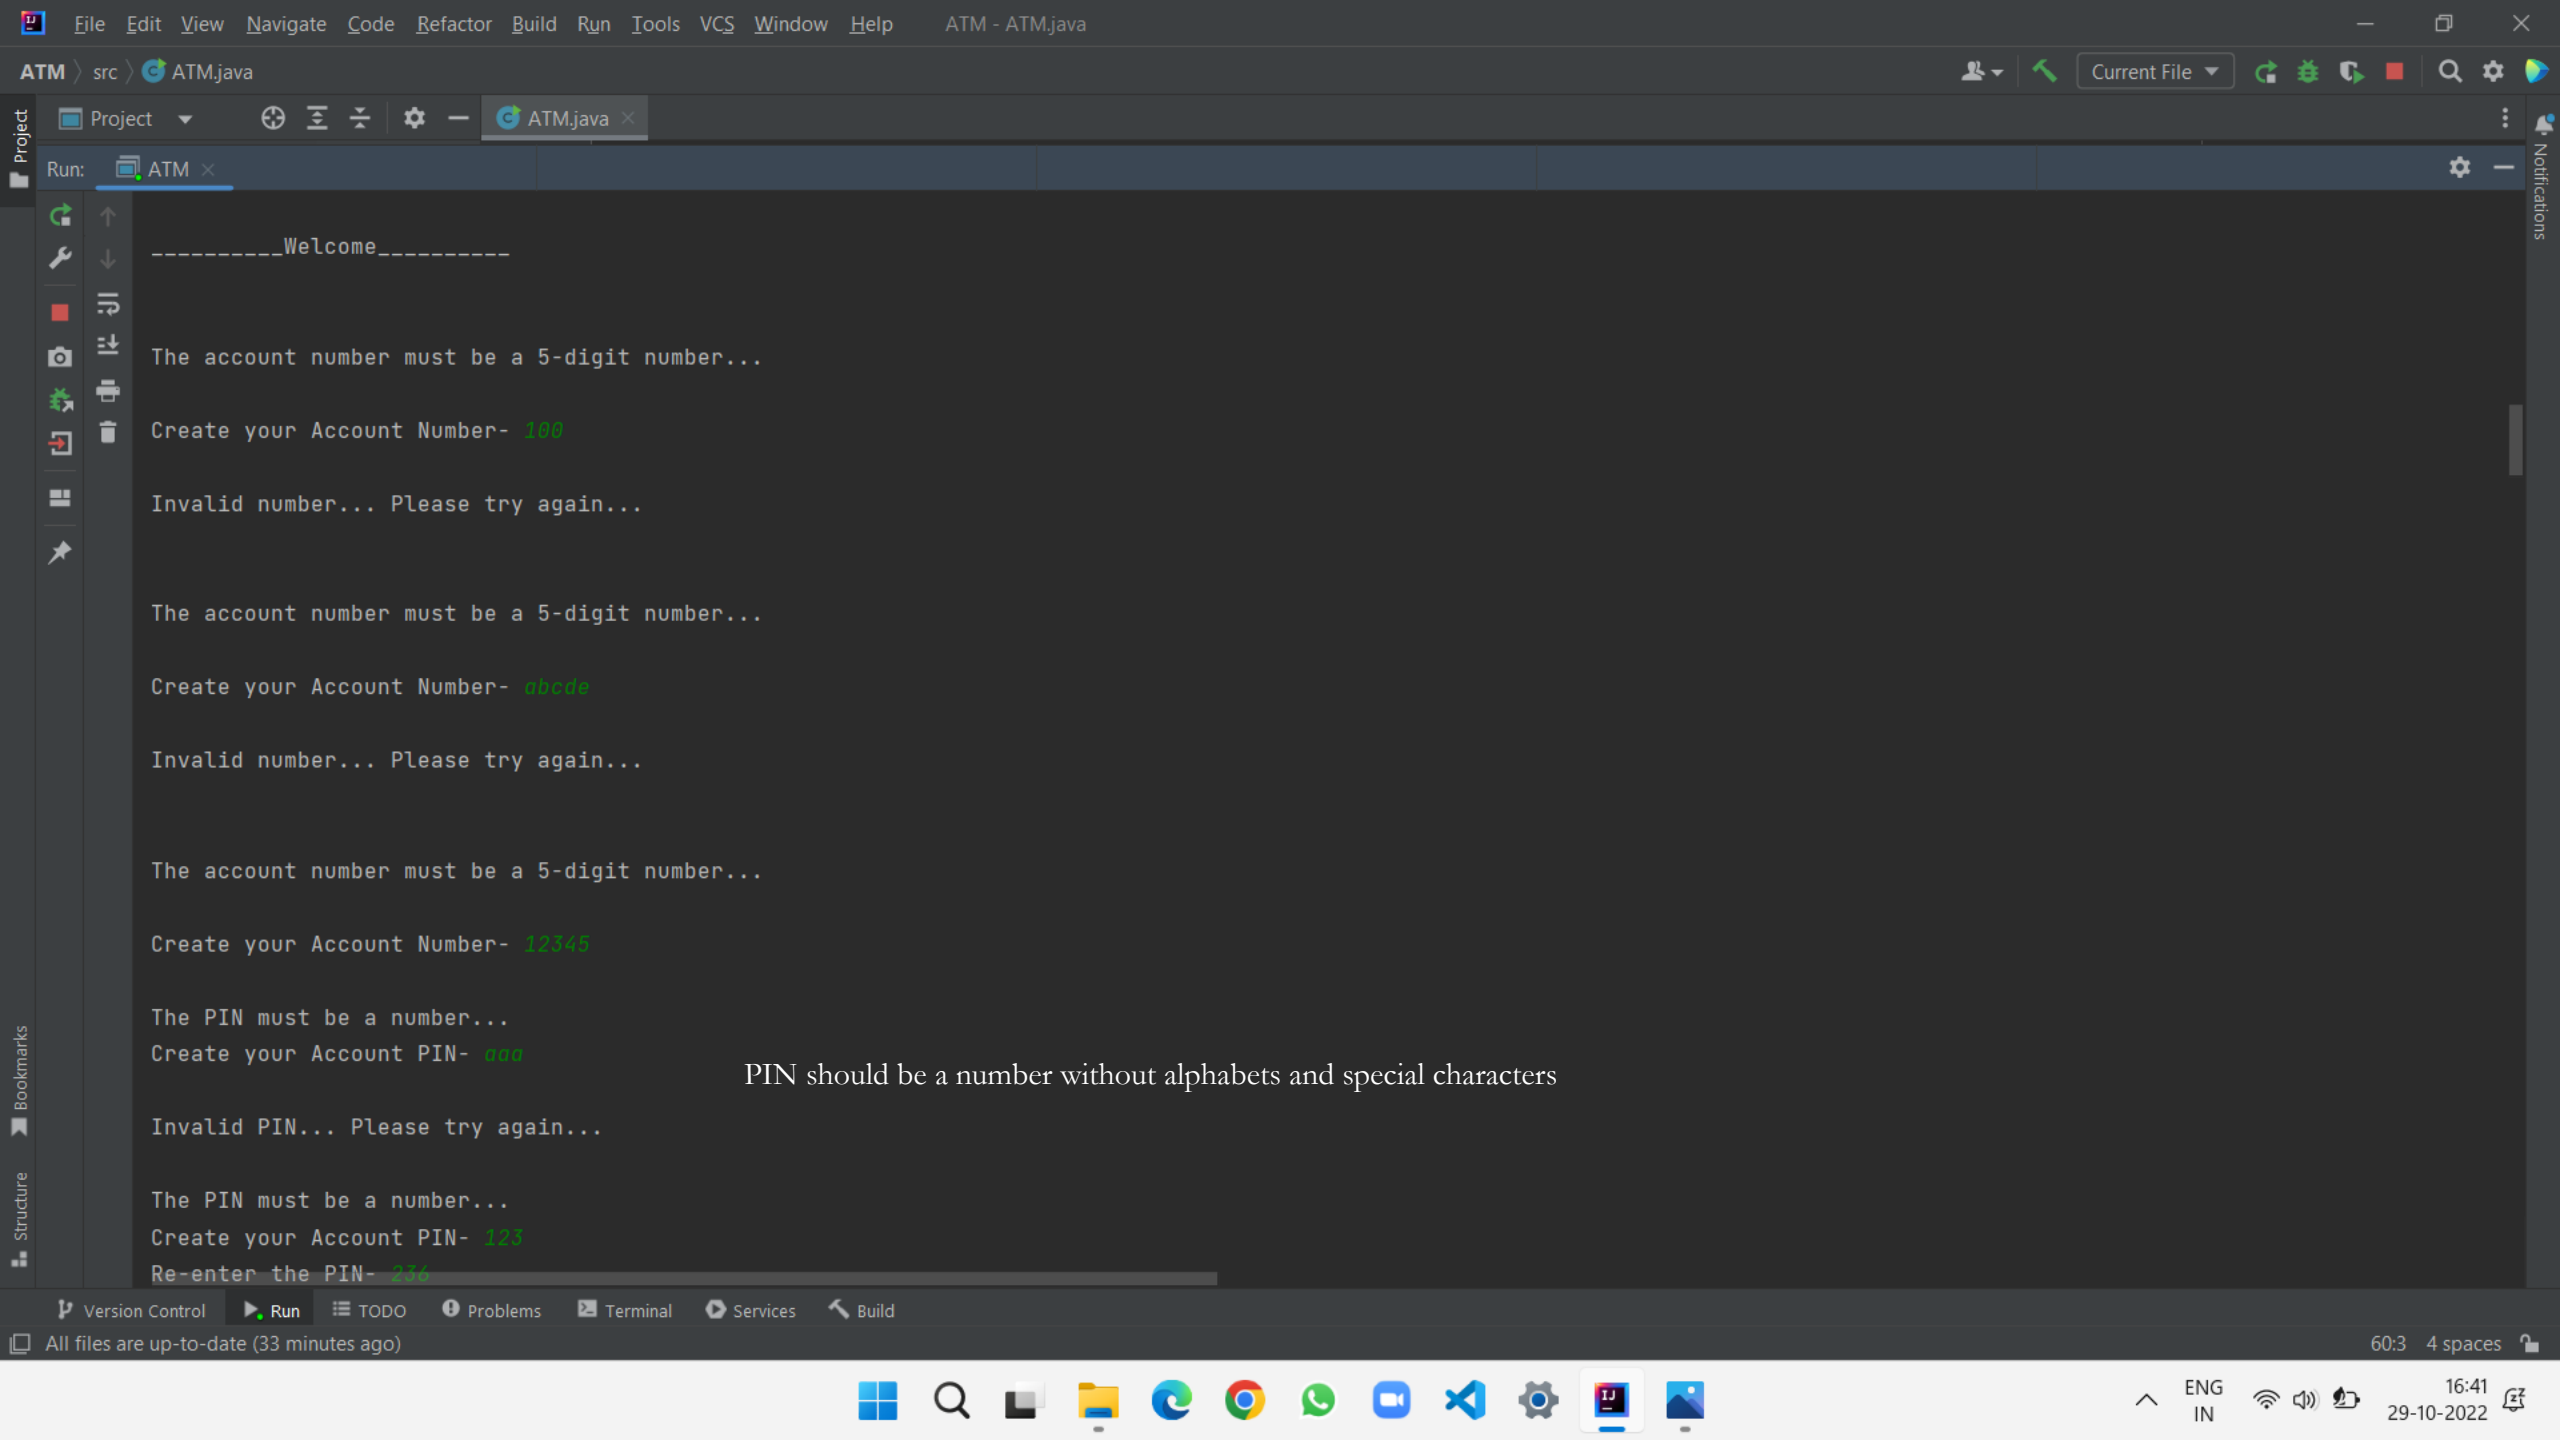 File Edit View Navigate Code Refactor Build Run Tools VCS Window Help ATM - ATM.java
ATM src ATM.java Current File
Project ATM.java
Project
Run: ATM
Notifications
__________Welcome__________
The account number must be a 5-digit number...
Create your Account Number- 100
Invalid number... Please try again...
The account number must be a 5-digit number...
Create your Account Number- abcde
Invalid number... Please try again...
The account number must be a 5-digit number...
Create your Account Number- 12345
The PIN must be a number...
Create your Account PIN- aaa
PIN should be a number without alphabets and special characters
Invalid PIN... Please try again...
The PIN must be a number...
Create your Account PIN- 123
Re-enter the PIN- 236
Bookmarks
Structure
Version Control Run TODO Problems Terminal Services Build
All files are up-to-date (33 minutes ago) 60:3 4 spaces
ENG
IN
16:41
29-10-2022